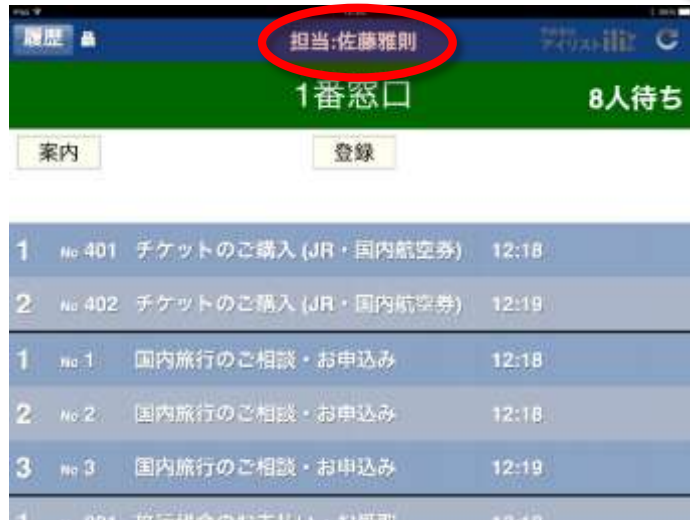 履歴
担当:佐藤雅則
アイリスト
1番窓口
8人待ち
案内
登録
1 No 401 チケットのご購入 (JR・国内航空券) 12:18
2 No 402 チケットのご購入 (JR・国内航空券) 12:19
1 No 1 国内旅行のご相談・お申込み 12:18
2 No 2 国内旅行のご相談・お申込み 12:18
3 No 3 国内旅行のご相談・お申込み 12:19